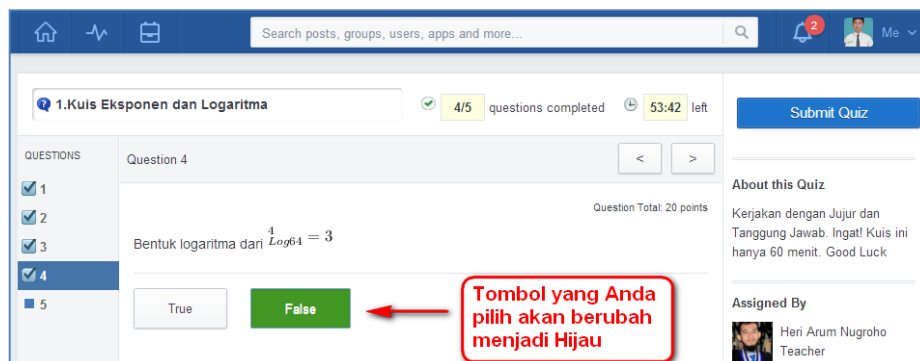 Search posts, groups, users, apps and more...
2
Me
1.Kuis Eksponen dan Logaritma
4/5 questions completed
53:42 left
Submit Quiz
QUESTIONS
Question 4
< >
1
2
3
4
5
Question Total: 20 points
Bentuk logaritma dari ⁴Log64 = 3
True
False
Tombol yang Anda
pilih akan berubah
menjadi Hijau
About this Quiz
Kerjakan dengan Jujur dan
Tanggung Jawab. Ingat! Kuis ini
hanya 60 menit. Good Luck
Assigned By
Heri Arum Nugroho
Teacher